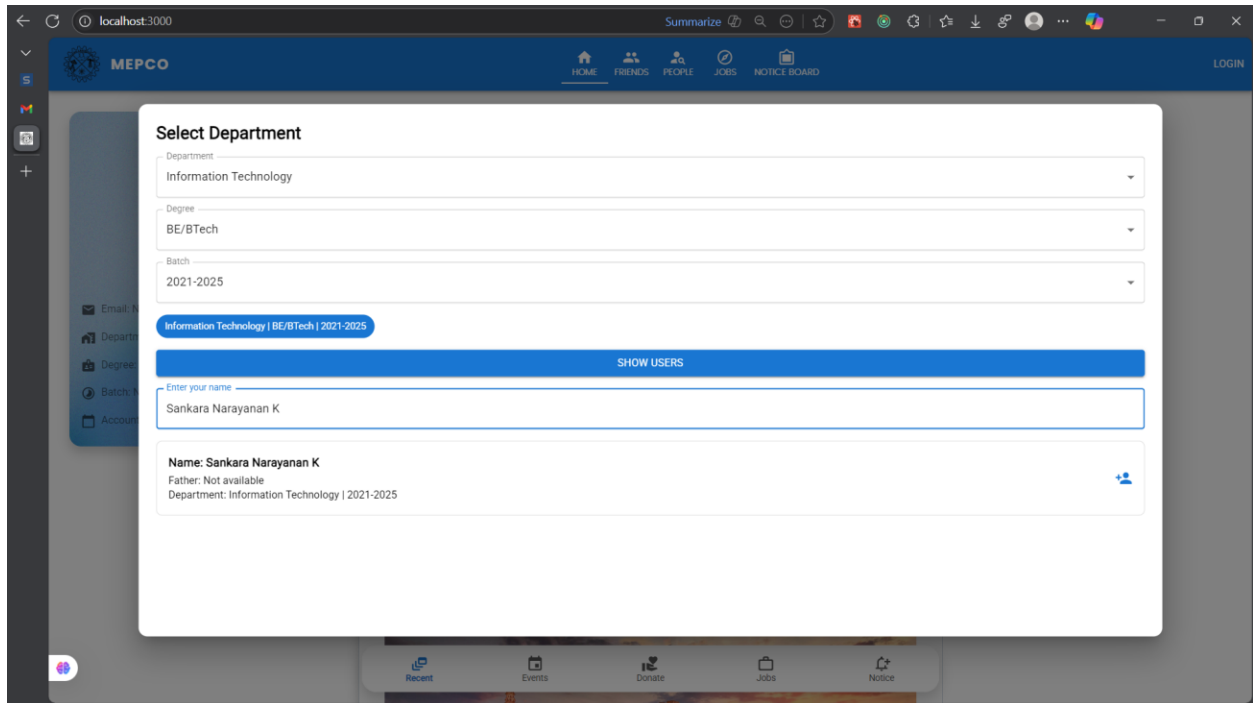 localhost:3000
Summarize
MEPCO
HOME
FRIENDS
PEOPLE
JOBS
NOTICE BOARD
LOGIN
Select Department
Department
Information Technology
Degree
BE/BTech
Batch
2021-2025
Information Technology | BE/BTech | 2021-2025
SHOW USERS
Enter your name
Sankara Narayanan K
Name: Sankara Narayanan K
Father: Not available
Department: Information Technology | 2021-2025
Email: N
Departm
Degree:
Batch: N
Account
Recent
Events
Donate
Jobs
Notice